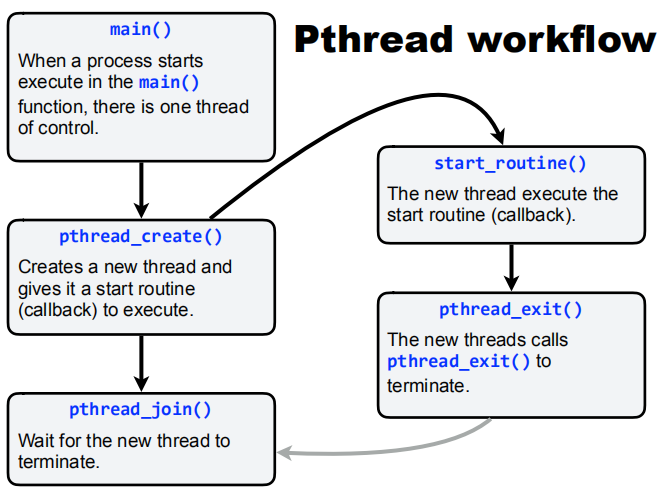 Pthread workflow
main()
When a process starts
execute in the main()
function, there is one thread
of control.
pthread_create()
Creates a new thread and
gives it a start routine
(callback) to execute.
pthread_join()
Wait for the new thread to
terminate.
start_routine()
The new thread execute the
start routine (callback).
pthread_exit()
The new threads calls
pthread_exit() to
terminate.